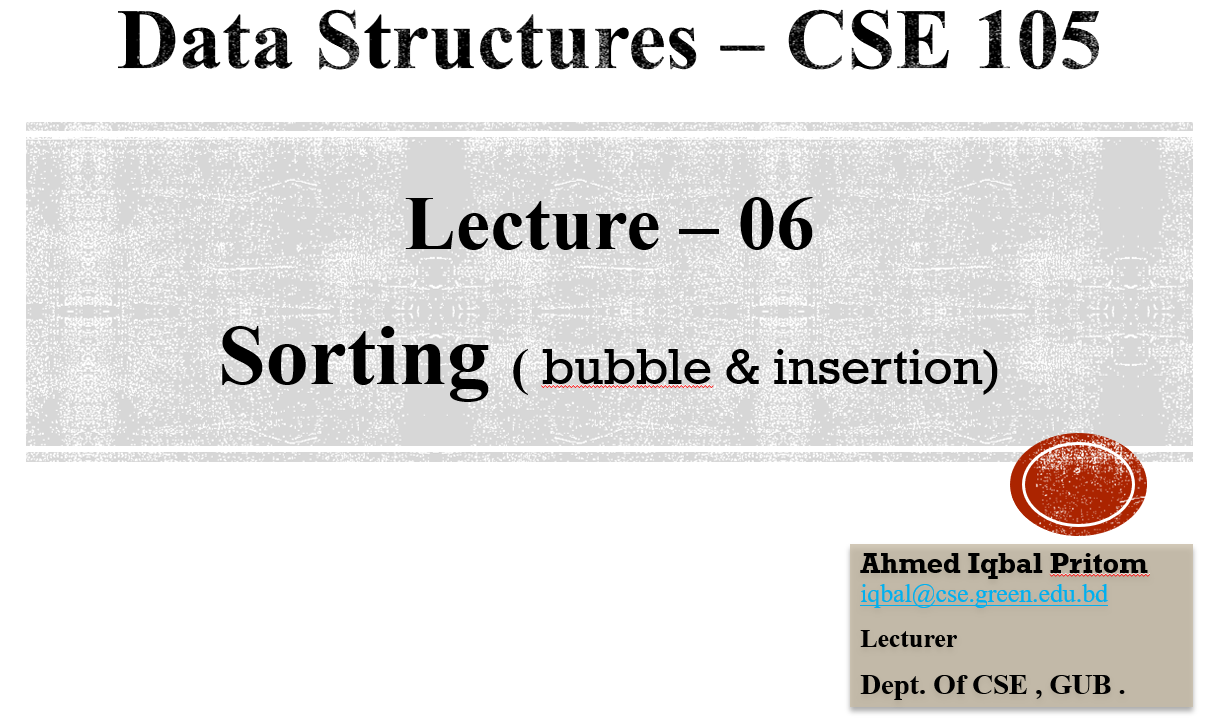 Data Structures – CSE 105
Lecture – 06
Sorting ( bubble & insertion)
Ahmed Iqbal Pritom
iqbal@cse.green.edu.bd
Lecturer
Dept. Of CSE , GUB .